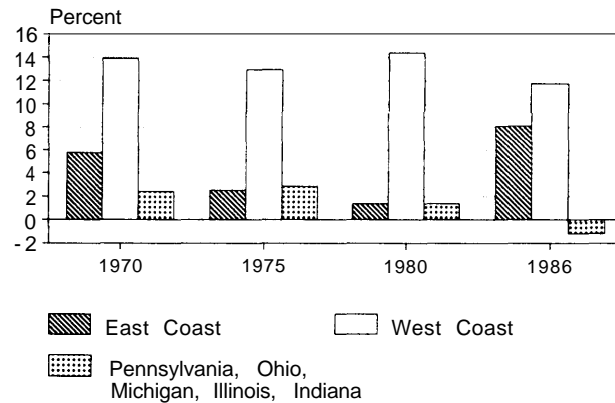 Percent
16
14
12
10
8
6
4
2
0
-2
1970 1975 1980 1986
East Coast West Coast
Pennsylvania, Ohio,
Michigan, Illinois, Indiana